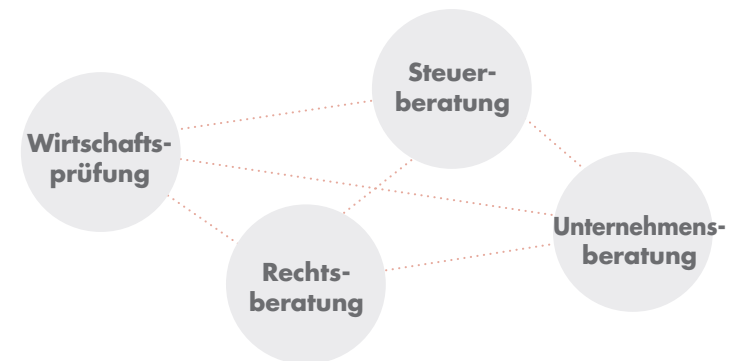 Steuer-
beratung
Wirtschafts-
prüfung
Unternehmens-
beratung
Rechts-
beratung